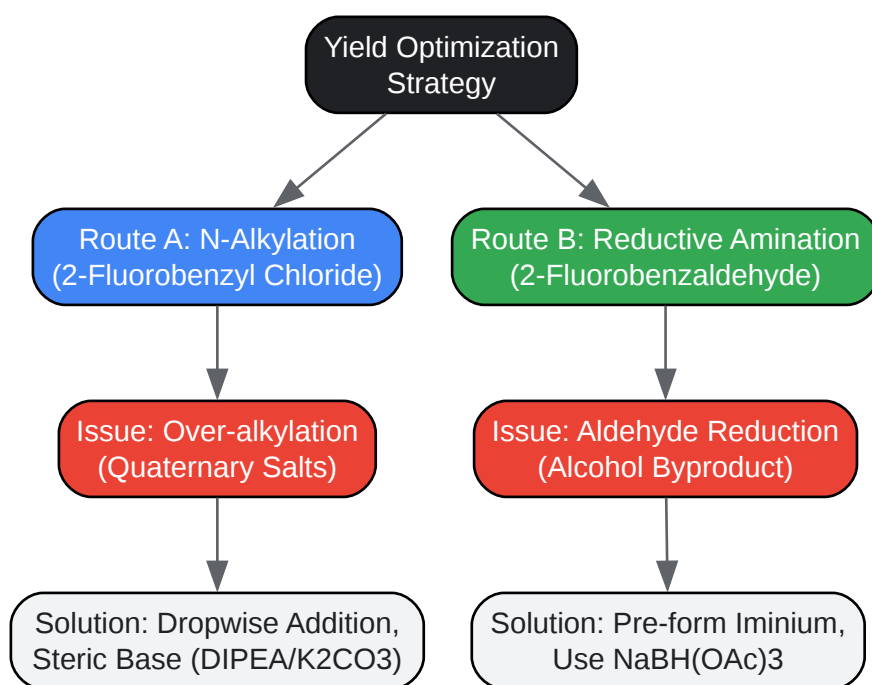 Yield Optimization
Strategy
Route A: N-Alkylation
(2-Fluorobenzyl Chloride)
Route B: Reductive Amination
(2-Fluorobenzaldehyde)
Issue: Over-alkylation
(Quaternary Salts)
Issue: Aldehyde Reduction
(Alcohol Byproduct)
Solution: Dropwise Addition,
Steric Base (DIPEA/K2CO3)
Solution: Pre-form Iminium,
Use NaBH(OAc)3